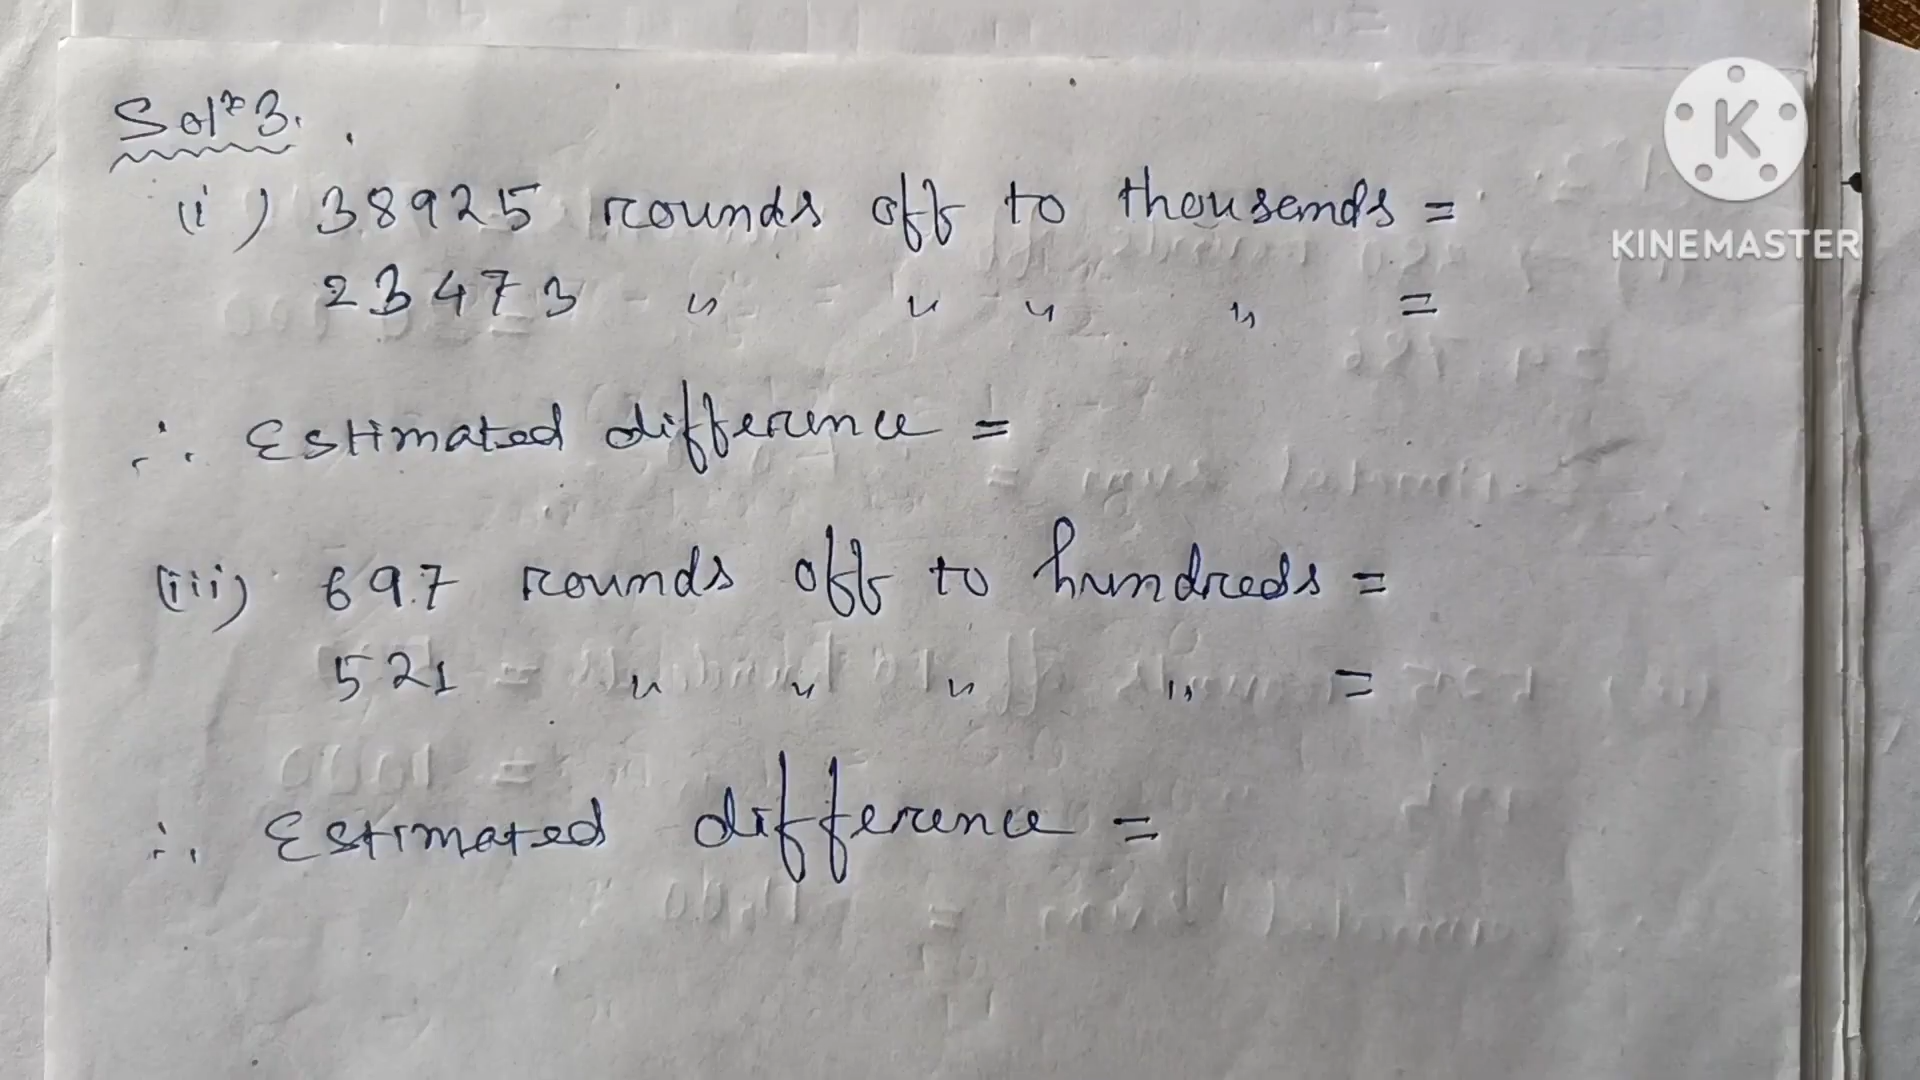 Solⁿ 3.
(i) 38925 rounds off to thousands =
23473 " " " " =
∴ Estimated difference =
(iii) 697 rounds off to hundreds =
521 " " " " =
∴ Estimated difference =
K
KINEMASTER